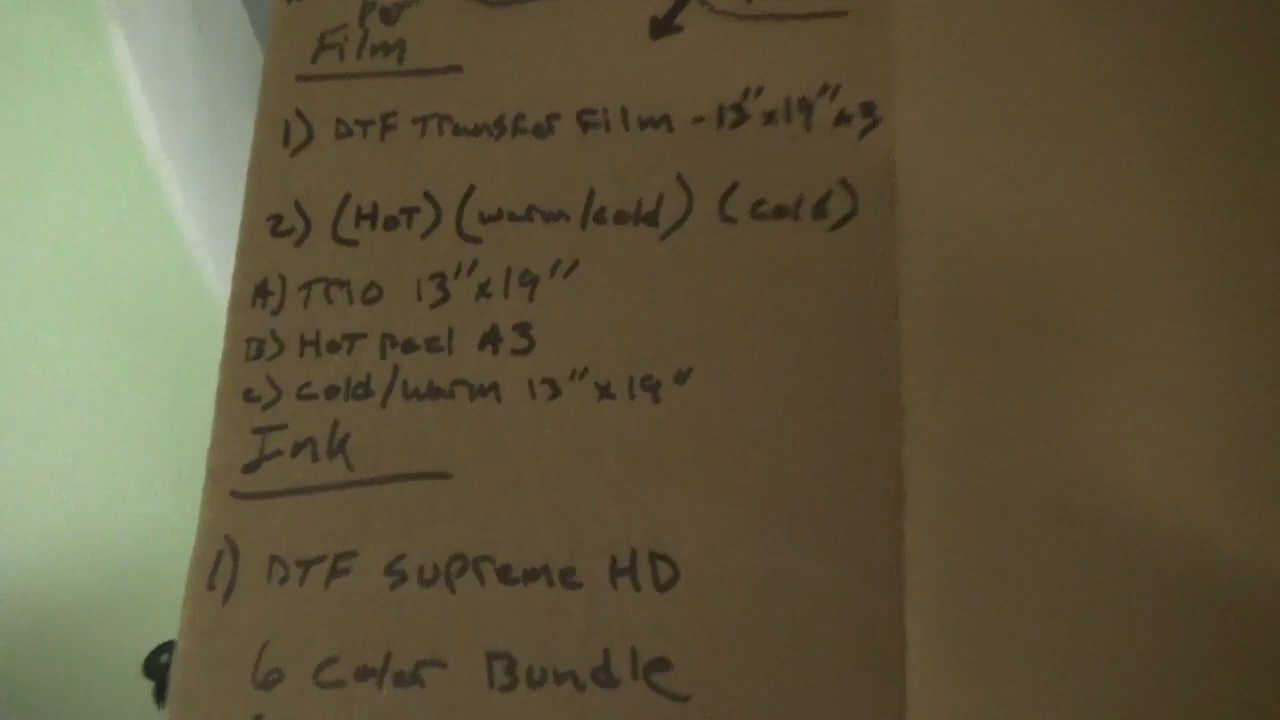 Per
Film
1) DTF Transfer Film - 13"x19" A3
2) (HOT) (warm/cold) (cold)
A) TMO 13"x19"
B) HOT peel A3
c) cold/warm 13"x19"
Ink
1) DTF Supreme HD
6 Color Bundle